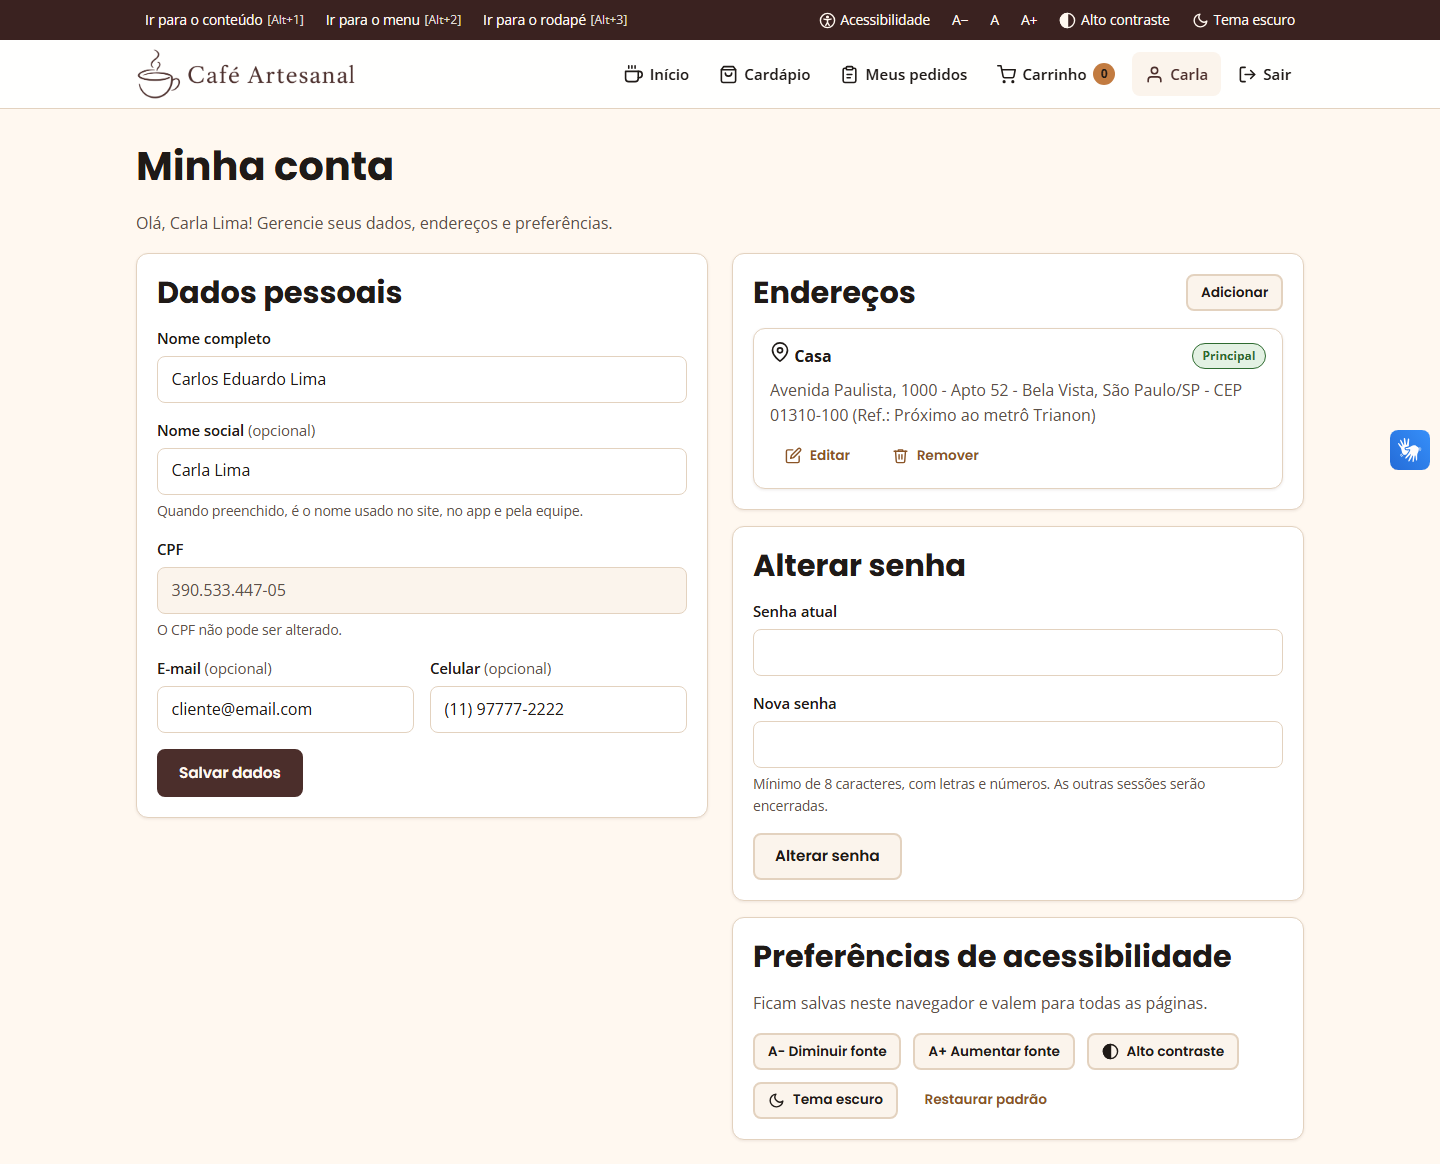 Ir para o conteúdo [Alt+1] Ir para o menu [Alt+2] Ir para o rodapé [Alt+3] Acessibilidade A− A A+ Alto contraste Tema escuro
Café Artesanal Início Cardápio Meus pedidos Carrinho 0 Carla Sair
Minha conta
Olá, Carla Lima! Gerencie seus dados, endereços e preferências.
Dados pessoais
Nome completo
Carlos Eduardo Lima
Nome social (opcional)
Carla Lima
Quando preenchido, é o nome usado no site, no app e pela equipe.
CPF
390.533.447-05
O CPF não pode ser alterado.
E-mail (opcional) Celular (opcional)
cliente@email.com (11) 97777-2222
Salvar dados
Endereços Adicionar
Casa Principal
Avenida Paulista, 1000 - Apto 52 - Bela Vista, São Paulo/SP - CEP
01310-100 (Ref.: Próximo ao metrô Trianon)
Editar Remover
Alterar senha
Senha atual
Nova senha
Mínimo de 8 caracteres, com letras e números. As outras sessões serão
encerradas.
Alterar senha
Preferências de acessibilidade
Ficam salvas neste navegador e valem para todas as páginas.
A− Diminuir fonte A+ Aumentar fonte Alto contraste
Tema escuro Restaurar padrão